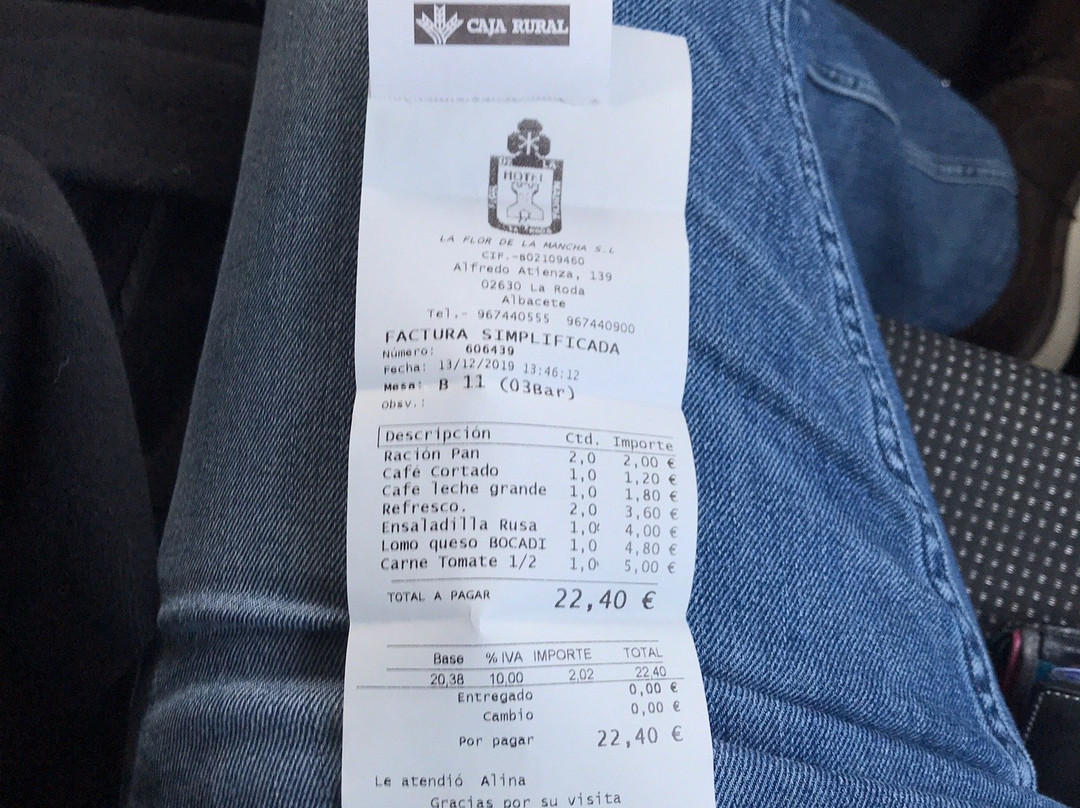 CAJA RURAL
DE LA
HOTEL
MANCHA
LA FLOR DE LA MANCHA S.L
CIF.-B02109460
Alfredo Atienza, 139
02630 La Roda
Albacete
Tel.- 967440555 967440900
FACTURA SIMPLIFICADA
Número: 606439
Fecha: 13/12/2019 13:46:12
Mesa: B 11 (03Bar)
Obsv.:
Descripción Ctd. Importe
Ración Pan 2,0 2,00 €
Café Cortado 1,0 1,20 €
Cafe leche grande 1,0 1,80 €
Refresco. 2,0 3,60 €
Ensaladilla Rusa 1,0 4,00 €
Lomo queso BOCADI 1,0 4,80 €
Carne Tomate 1/2 1,0 5,00 €
TOTAL A PAGAR 22,40 €
Base % IVA IMPORTE TOTAL
20,38 10,00 2,02 22,40
Entregado 0,00 €
Cambio 0,00 €
Por pagar 22,40 €
Le atendió Alina
Gracias por su visita